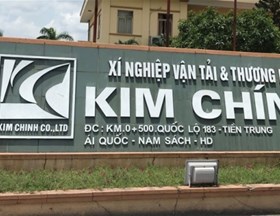 XÍ NGHIỆP VẬN TẢI & THƯƠNG
KIM CHÍN
KIM CHINH CO.,LTD
ĐC : KM.0+500.QUỐC LỘ 183 - TIỀN TRUNG
ÁI QUỐC - NAM SÁCH - HD